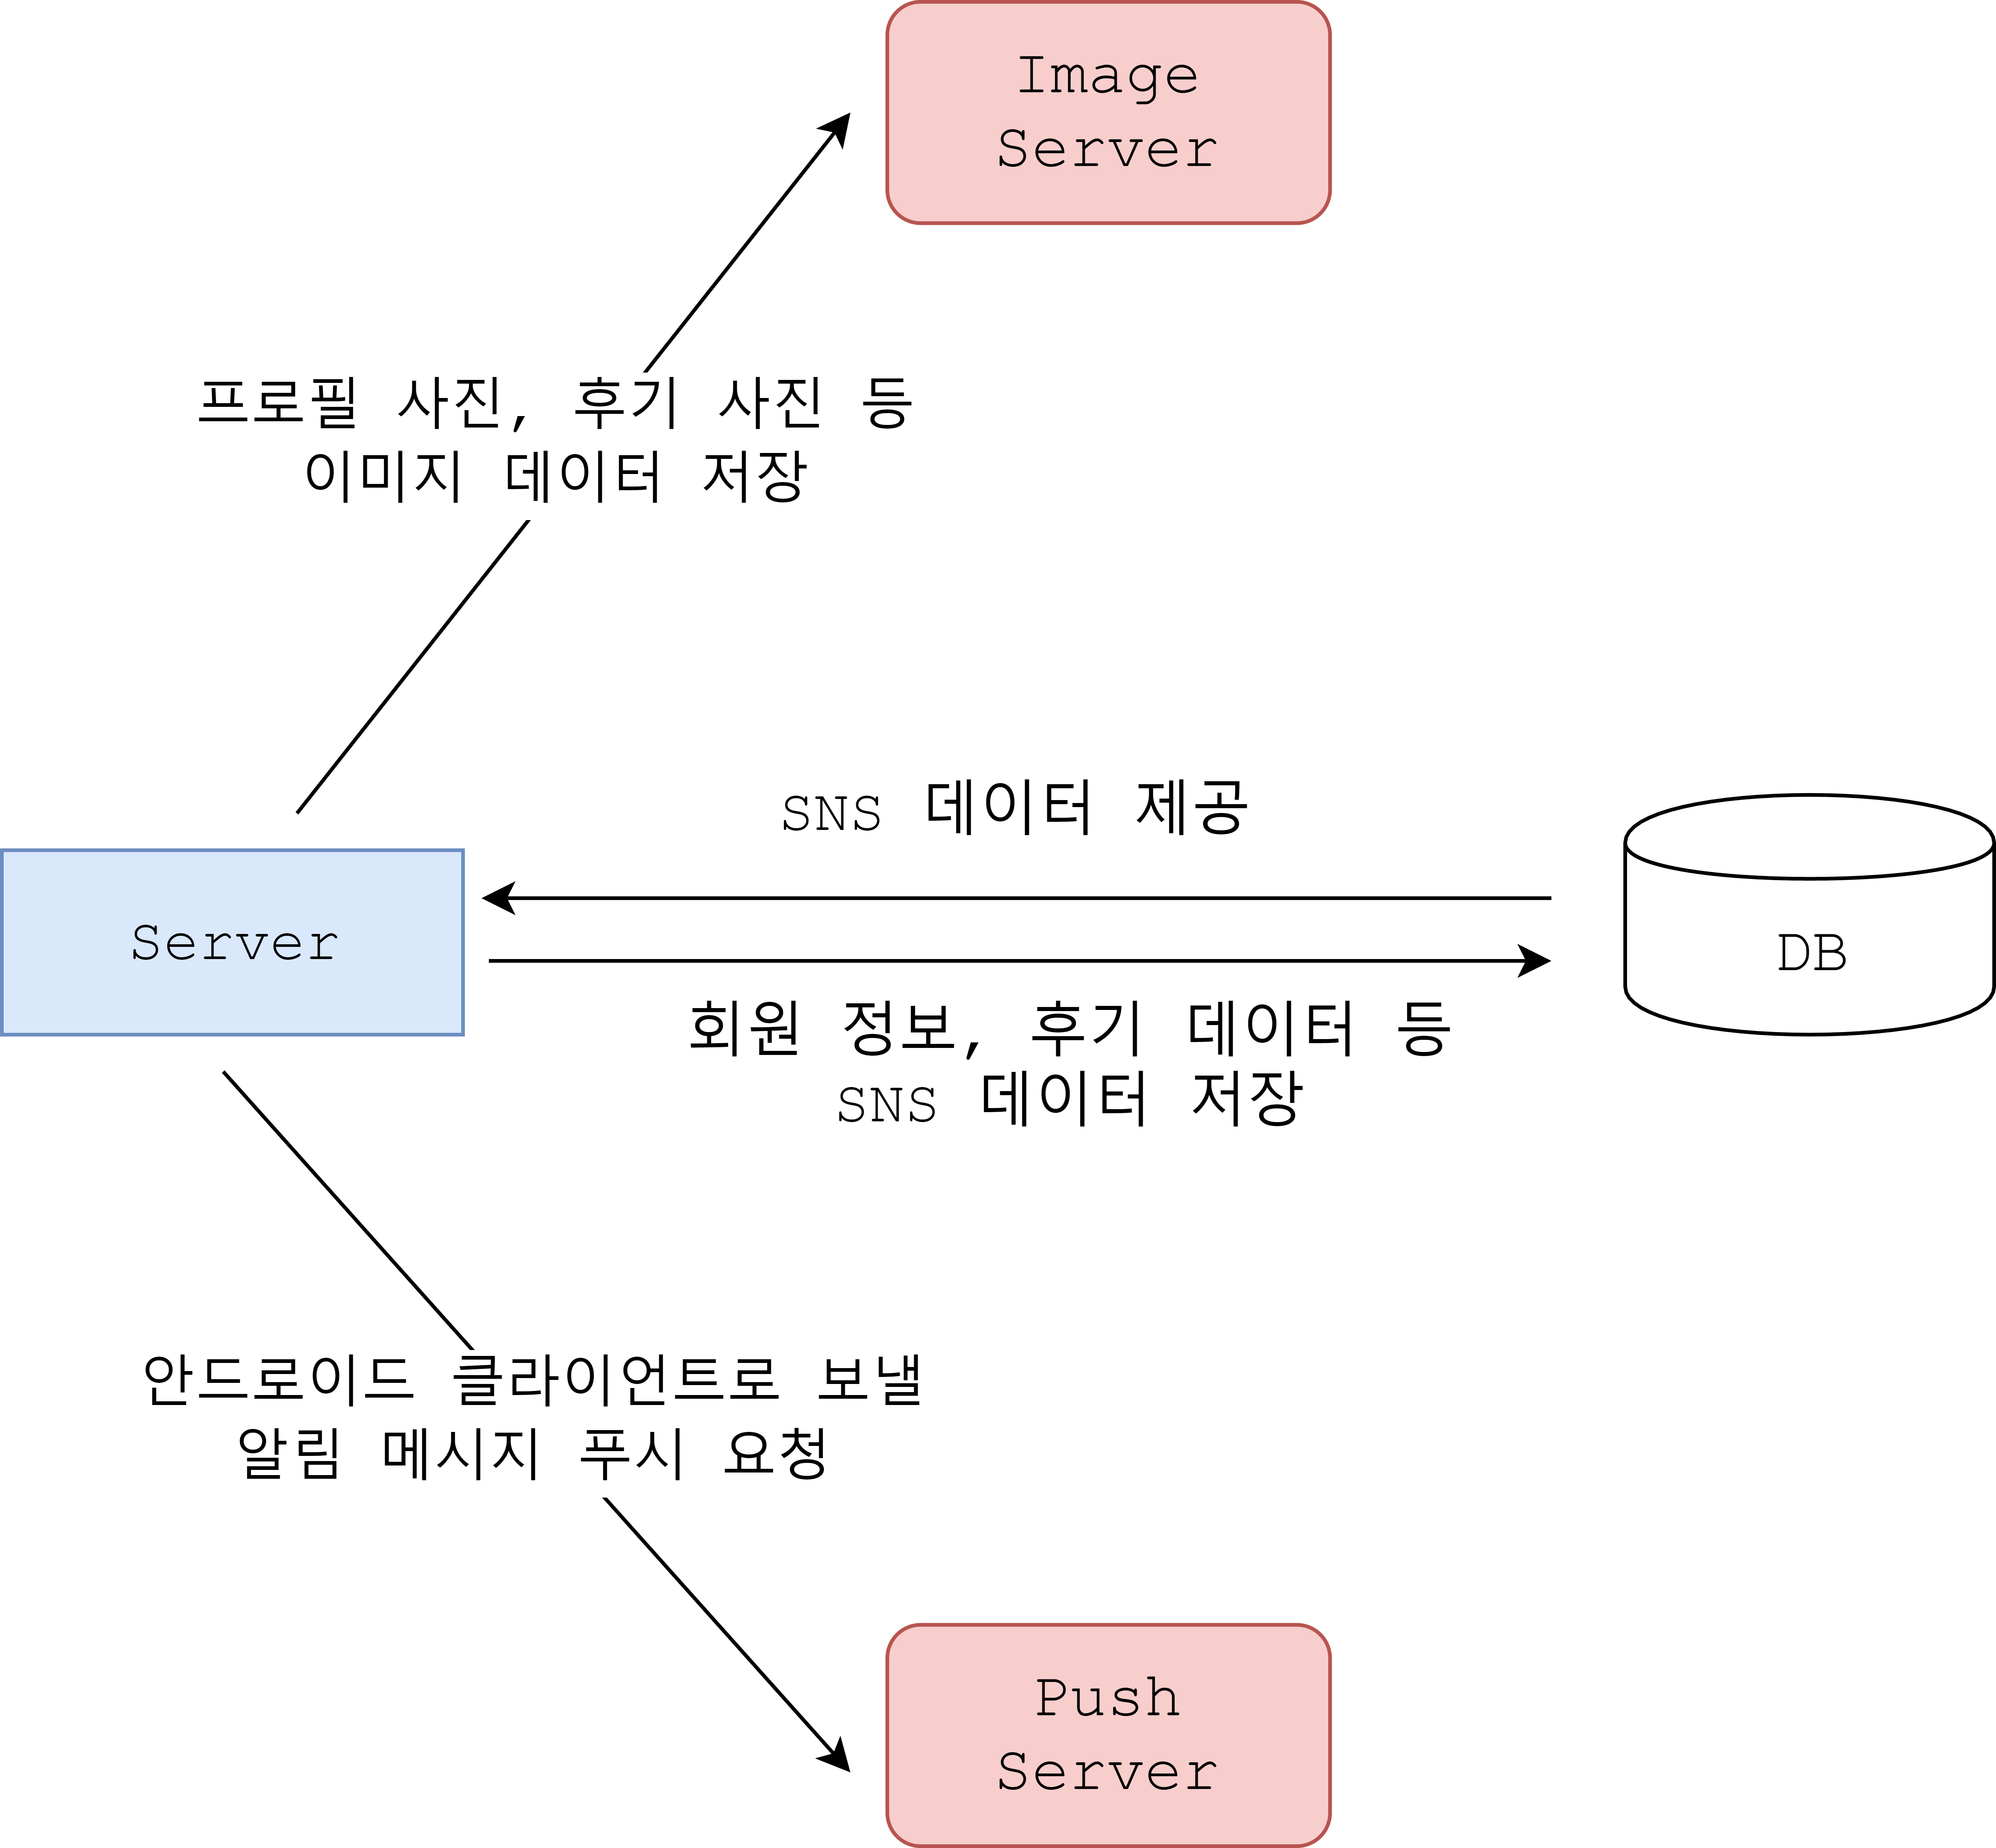 Image
Server
프로필 사진, 후기 사진 등
이미지 데이터 저장
SNS 데이터 제공
Server
DB
회원 정보, 후기 데이터 등
SNS 데이터 저장
안드로이드 클라이언트로 보낼
알림 메시지 푸시 요청
Push
Server